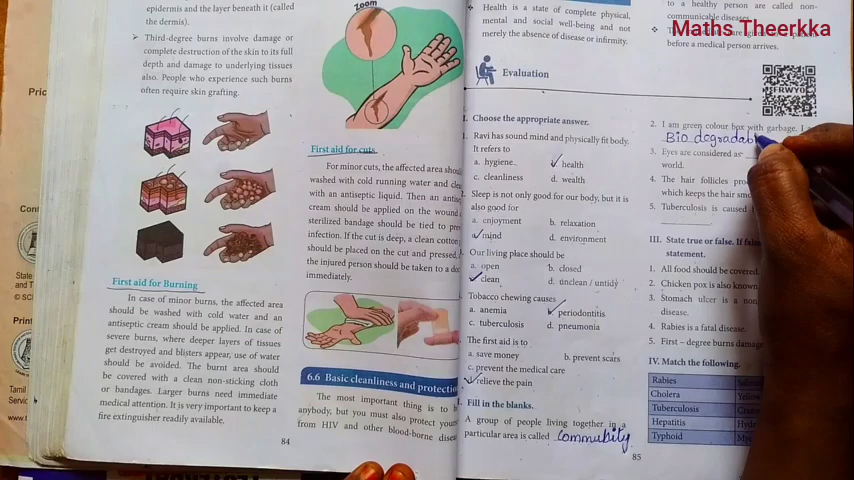 Maths Theerkka
epidermis and the layer beneath it (called
the dermis).
➤ Third-degree burns involve damage or
complete destruction of the skin to its full
depth and damage to underlying tissues
also. People who experience such burns
often require skin grafting.
First aid for Burning
In case of minor burns, the affected area
should be washed with cold water and an
antiseptic cream should be applied. In case of
severe burns, where deeper layers of tissues
get destroyed and blisters appear, use of water
should be avoided. The burnt area should
be covered with a clean non-sticking cloth
or bandages. Larger burns need immediate
medical attention. It is very important to keep a
fire extinguisher readily available.
84
Zoom
First aid for cuts
For minor cuts, the affected area shou
washed with cold running water and cle
with an antiseptic liquid. Then an antise
cream should be applied on the wound
sterilized bandage should be tied to pre
infection. If the cut is deep, a clean cotton
should be placed on the cut and pressed,
the injured person should be taken to a do
immediately.
6.6 Basic cleanliness and protectio
The most important thing is to b
anybody, but you must also protect yours
from HIV and other blood-borne disea
❖ Health is a state of complete physical,
mental and social well-being and not
merely the absence of disease or infirmity.
to a healthy person are called non-
communicable diseases
before a medical person arrives.
Evaluation
I. Choose the appropriate answer.
1. Ravi has sound mind and physically fit body.
It refers to
a. hygiene b. health
c. cleanliness d. wealth
Sleep is not only good for our body, but it is
also good for
a. enjoyment b. relaxation
c. mind d. environment
Our living place should be
a. open b. closed
c. clean d. unclean / untidy
Tobacco chewing causes
a. anemia b. periodontitis
c. tuberculosis d. pneumonia
The first aid is to
a. save money b. prevent scars
c. prevent the medical care
d. relieve the pain
Fill in the blanks.
A group of people living together in a
particular area is called Commubity
85
2. I am green colour box with garbage. I
Bio degradab
3. Eyes are considered as
world.
4. The hair follicles pro
which keeps the hair smo
5. Tuberculosis is caused
III. State true or false. If false
statement.
1. All food should be covered.
2. Chicken pox is also known
3. Stomach ulcer is a non
disease.
4. Rabies is a fatal disease.
5. First – degree burns damage
IV. Match the following.
Rabies
Cholera
Tuberculosis
Hepatitis
Typhoid